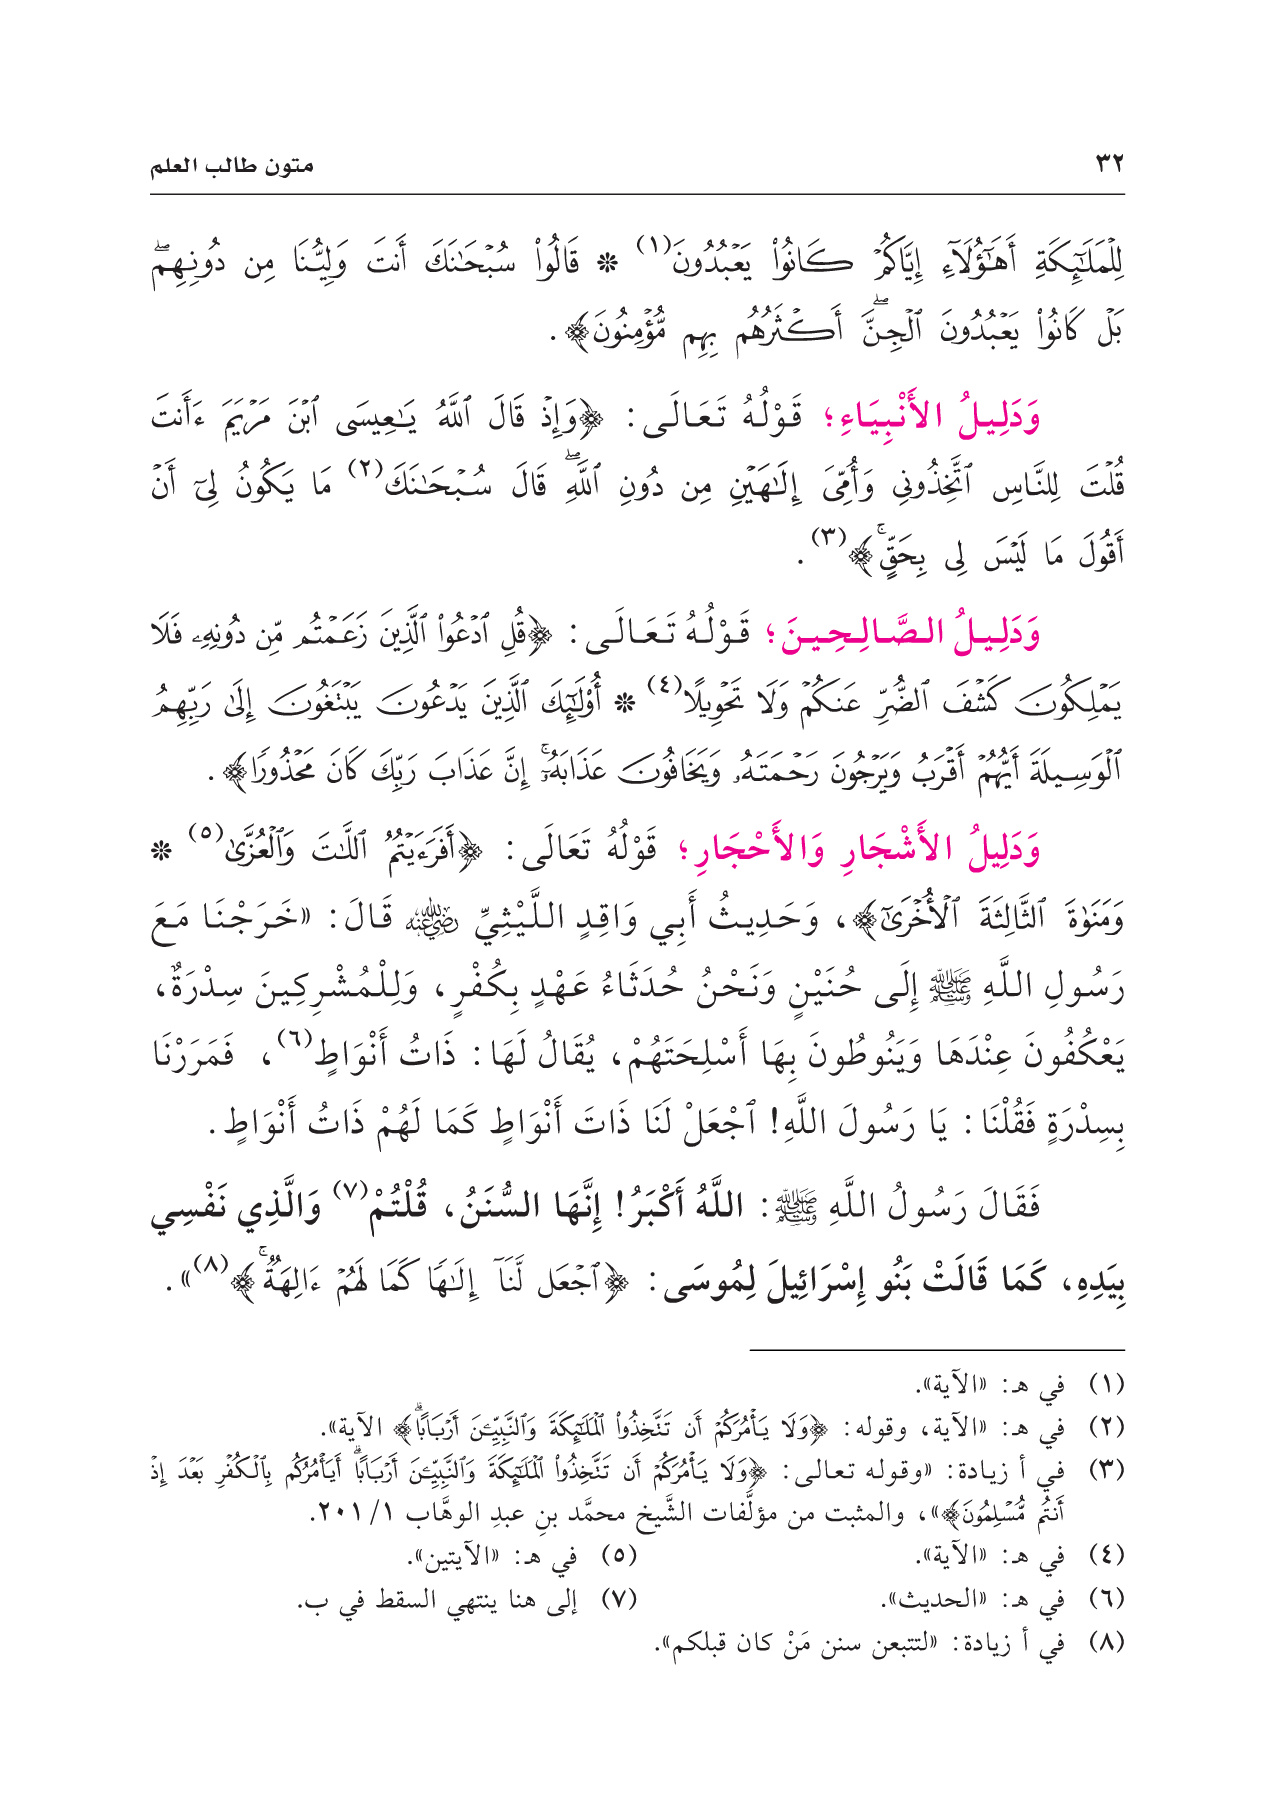 ٣٢ متون طالب العلم
لِلْمَلَٰٓئِكَةِ أَهَٰٓؤُلَآءِ إِيَّاكُمْ كَانُوا۟ يَعْبُدُونَ(١) * قَالُوا۟ سُبْحَٰنَكَ أَنتَ وَلِيُّنَا مِن دُونِهِمۖ
بَلْ كَانُوا۟ يَعْبُدُونَ ٱلْجِنَّۖ أَكْثَرُهُم بِهِم مُّؤْمِنُونَ﴾.
وَدَلِيلُ الأَنْبِيَاءِ؛ قَوْلُهُ تَعَالَى: ﴿وَإِذْ قَالَ ٱللَّهُ يَٰعِيسَى ٱبْنَ مَرْيَمَ ءَأَنتَ
قُلْتَ لِلنَّاسِ ٱتَّخِذُونِى وَأُمِّىَ إِلَٰهَيْنِ مِن دُونِ ٱللَّهِۖ قَالَ سُبْحَٰنَكَ(٢) مَا يَكُونُ لِىٓ أَنْ
أَقُولَ مَا لَيْسَ لِى بِحَقٍّۚ﴾(٣).
وَدَلِيلُ الصَّالِحِينَ؛ قَوْلُهُ تَعَالَى: ﴿قُلِ ٱدْعُوا۟ ٱلَّذِينَ زَعَمْتُم مِّن دُونِهِۦ فَلَا
يَمْلِكُونَ كَشْفَ ٱلضُّرِّ عَنكُمْ وَلَا تَحْوِيلًا(٤) * أُو۟لَٰٓئِكَ ٱلَّذِينَ يَدْعُونَ يَبْتَغُونَ إِلَىٰ رَبِّهِمُ
ٱلْوَسِيلَةَ أَيُّهُمْ أَقْرَبُ وَيَرْجُونَ رَحْمَتَهُۥ وَيَخَافُونَ عَذَابَهُۥٓۚ إِنَّ عَذَابَ رَبِّكَ كَانَ مَحْذُورًا﴾.
وَدَلِيلُ الأَشْجَارِ وَالأَحْجَارِ؛ قَوْلُهُ تَعَالَى: ﴿أَفَرَءَيْتُمُ ٱللَّٰتَ وَٱلْعُزَّىٰ(٥) *
وَمَنَوٰةَ ٱلثَّالِثَةَ ٱلْأُخْرَىٰٓ﴾، وَحَدِيثُ أَبِي وَاقِدٍ اللَّيْثِيِّ رضي الله عنه قَالَ: «خَرَجْنَا مَعَ
رَسُولِ اللَّهِ ﷺ إِلَى حُنَيْنٍ وَنَحْنُ حُدَثَاءُ عَهْدٍ بِكُفْرٍ، وَلِلْمُشْرِكِينَ سِدْرَةٌ،
يَعْكُفُونَ عِنْدَهَا وَيَنُوطُونَ بِهَا أَسْلِحَتَهُمْ، يُقَالُ لَهَا: ذَاتُ أَنْوَاطٍ(٦)، فَمَرَرْنَا
بِسِدْرَةٍ فَقُلْنَا: يَا رَسُولَ اللَّهِ! ٱجْعَلْ لَنَا ذَاتَ أَنْوَاطٍ كَمَا لَهُمْ ذَاتُ أَنْوَاطٍ.
فَقَالَ رَسُولُ اللَّهِ ﷺ: اللَّهُ أَكْبَرُ! إِنَّهَا السُّنَنُ، قُلْتُمْ(٧) وَالَّذِي نَفْسِي
بِيَدِهِ، كَمَا قَالَتْ بَنُو إِسْرَائِيلَ لِمُوسَى: ﴿ٱجْعَل لَّنَآ إِلَٰهًا كَمَا لَهُمْ ءَالِهَةٌۚ﴾(٨)».
(١) في هـ: «الآية».
(٢) في هـ: «الآية، وقوله: ﴿وَلَا يَأْمُرَكُمْ أَن تَتَّخِذُوا۟ ٱلْمَلَٰٓئِكَةَ وَٱلنَّبِيِّـۧنَ أَرْبَابًاۗ﴾ الآية».
(٣) في أ زيادة: «وقوله تعالى: ﴿وَلَا يَأْمُرَكُمْ أَن تَتَّخِذُوا۟ ٱلْمَلَٰٓئِكَةَ وَٱلنَّبِيِّـۧنَ أَرْبَابًاۗ أَيَأْمُرُكُم بِٱلْكُفْرِ بَعْدَ إِذْ
أَنتُم مُّسْلِمُونَ﴾»، والمثبت من مؤلَّفات الشَّيخ محمَّد بنِ عبدِ الوهَّاب ١/ ٢٠١.
(٤) في هـ: «الآية». (٥) في هـ: «الآيتين».
(٦) في هـ: «الحديث». (٧) إلى هنا ينتهي السقط في ب.
(٨) في أ زيادة: «لتتبعن سنن مَنْ كان قبلكم».